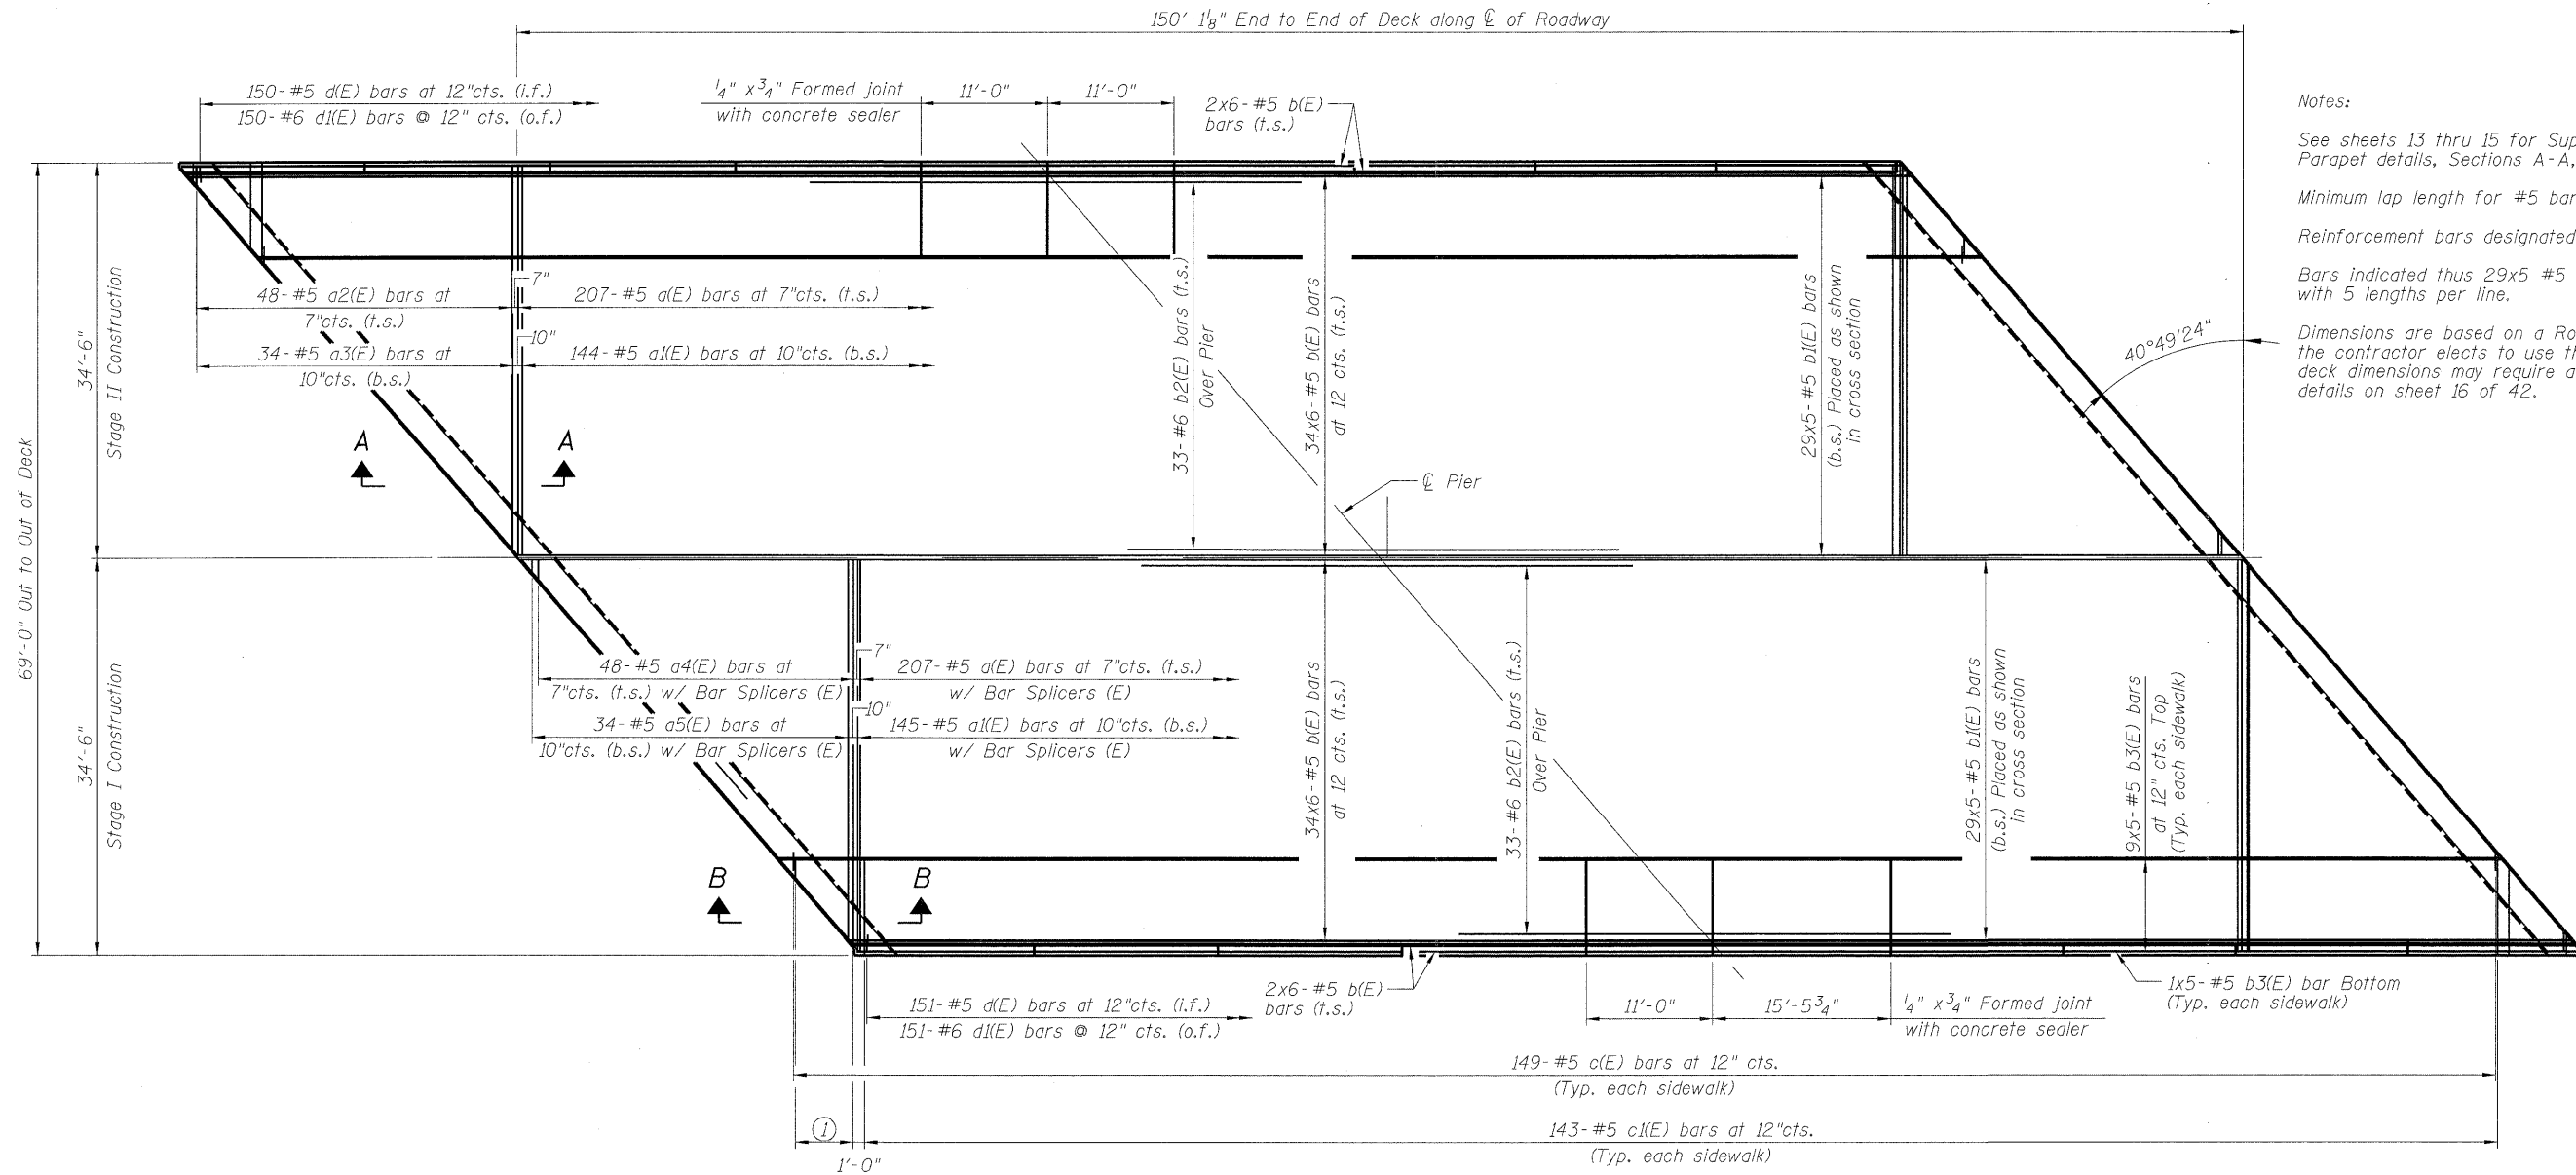 150'-1 1/8" End to End of Deck along ℄ of Roadway
150-#5 d(E) bars at 12"cts. (i.f.)
150-#6 d1(E) bars @ 12" cts. (o.f.)
1/4" x 3/4" Formed joint
with concrete sealer
11'-0"
11'-0"
2x6-#5 b(E)
bars (t.s.)
Notes:
See sheets 13 thru 15 for Sup
Parapet details, Sections A-A,
Minimum lap length for #5 bar
Reinforcement bars designated
Bars indicated thus 29x5 #5
with 5 lengths per line.
Dimensions are based on a Ro
the contractor elects to use th
deck dimensions may require a
details on sheet 16 of 42.
40°49'24"
69'-0" Out to Out of Deck
34'-6"
Stage II Construction
48-#5 a2(E) bars at
7"cts. (t.s.)
7"
207-#5 a(E) bars at 7"cts. (t.s.)
34-#5 a3(E) bars at
10"cts. (b.s.)
10"
144-#5 a1(E) bars at 10"cts. (b.s.)
33-#6 b2(E) bars (t.s.)
Over Pier
34x6-#5 b(E) bars
at 12 cts. (t.s.)
29x5-#5 b1(E) bars
(b.s.) Placed as shown
in cross section
A
A
℄ Pier
34'-6"
Stage I Construction
48-#5 a4(E) bars at
7"cts. (t.s.) w/ Bar Splicers (E)
7"
207-#5 a(E) bars at 7"cts. (t.s.)
w/ Bar Splicers (E)
34-#5 a5(E) bars at
10"cts. (b.s.) w/ Bar Splicers (E)
10"
145-#5 a1(E) bars at 10"cts. (b.s.)
w/ Bar Splicers (E)
34x6-#5 b(E) bars
at 12 cts. (t.s.)
33-#6 b2(E) bars (t.s.)
Over Pier
29x5-#5 b1(E) bars
(b.s.) Placed as shown
in cross section
9x5-#5 b3(E) bars
at 12" cts. Top
(Typ. each sidewalk)
B
B
151-#5 d(E) bars at 12"cts. (i.f.)
151-#6 d1(E) bars @ 12" cts. (o.f.)
2x6-#5 b(E)
bars (t.s.)
11'-0"
15'-5 3/4"
1/4" x 3/4" Formed joint
with concrete sealer
1x5-#5 b3(E) bar Bottom
(Typ. each sidewalk)
149-#5 c(E) bars at 12" cts.
(Typ. each sidewalk)
1
1'-0"
143-#5 c1(E) bars at 12"cts.
(Typ. each sidewalk)